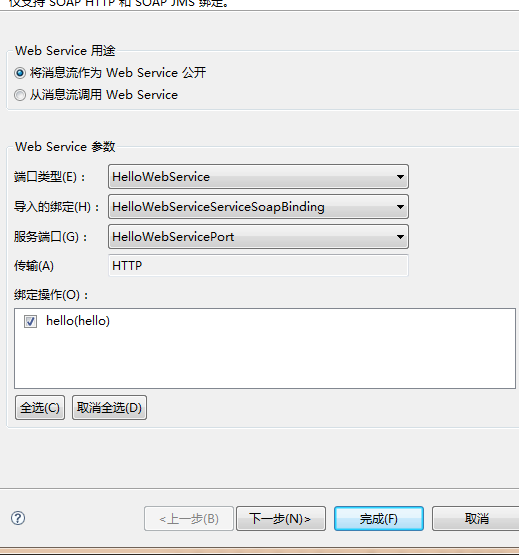 仅支持 SOAP HTTP 和 SOAP JMS 绑定。
Web Service 用途
将消息流作为 Web Service 公开
从消息流调用 Web Service
Web Service 参数
端口类型(E)： HelloWebService
导入的绑定(H)： HelloWebServiceServiceSoapBinding
服务端口(G)： HelloWebServicePort
传输(A) HTTP
绑定操作(O)：
hello(hello)
全选(C) 取消全选(D)
<上一步(B) 下一步(N)> 完成(F) 取消